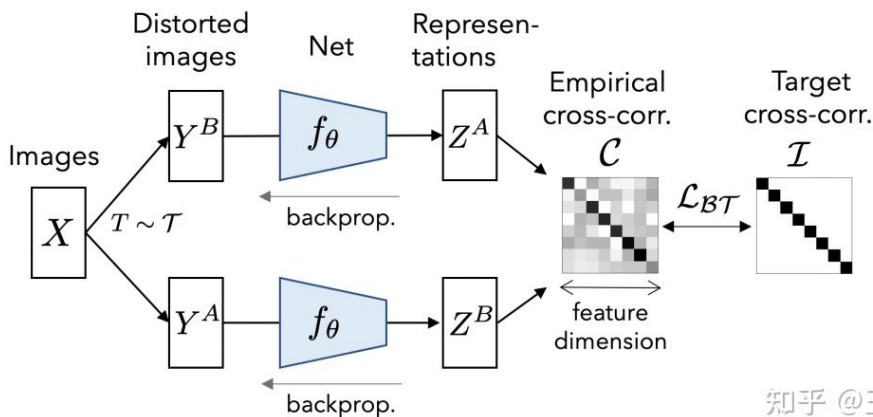 Distorted
images
Net
Represen-
tations
Empirical
cross-corr.
Target
cross-corr.
Images
X
T ~ 𝒯
Y^B
f_θ
backprop.
Z^A
Y^A
f_θ
backprop.
Z^B
𝒞
feature
dimension
ℒ_ℬ𝒯
ℐ
知乎 @